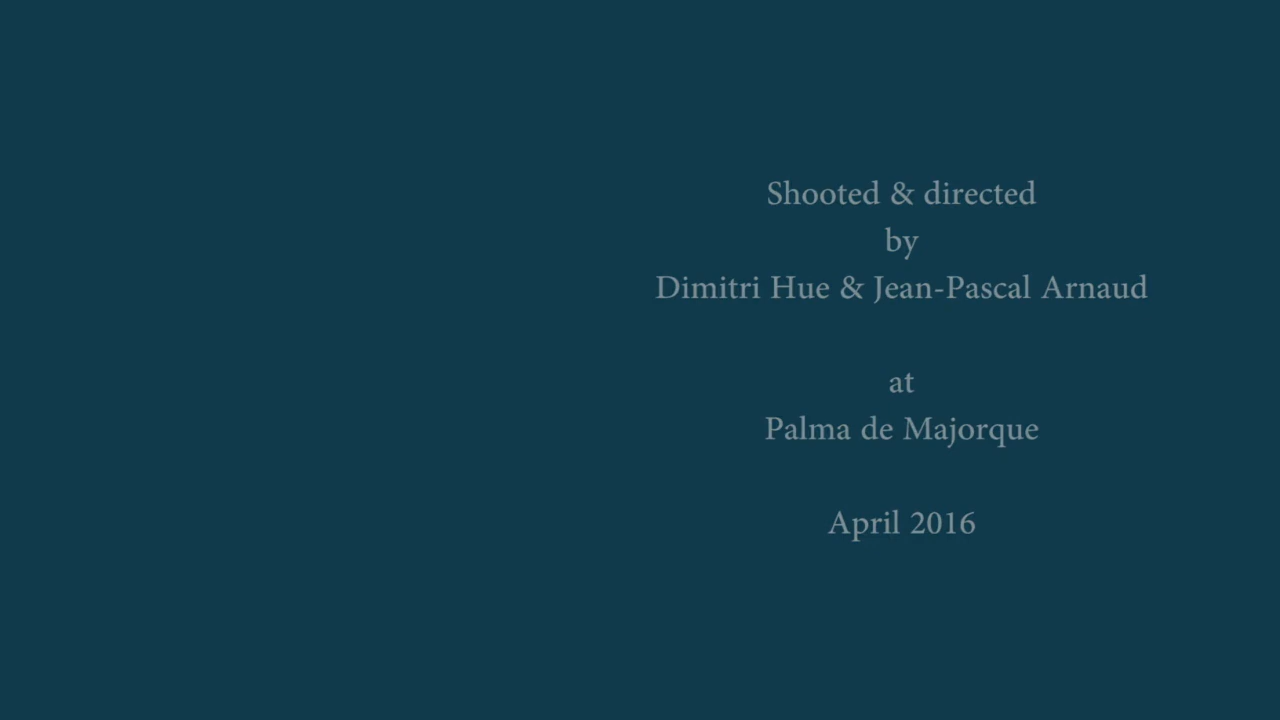 Shooted & directed
by
Dimitri Hue & Jean-Pascal Arnaud
at
Palma de Majorque
April 2016